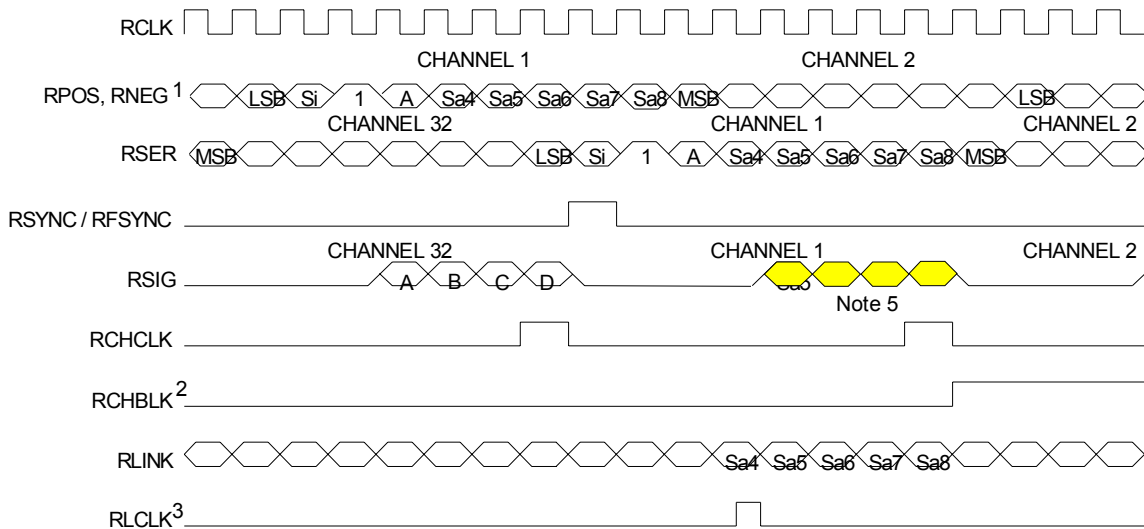 RCLK
CHANNEL 1 CHANNEL 2
RPOS, RNEG 1 LSB Si 1 A Sa4 Sa5 Sa6 Sa7 Sa8 MSB LSB
CHANNEL 32 CHANNEL 1 CHANNEL 2
RSER MSB LSB Si 1 A Sa4 Sa5 Sa6 Sa7 Sa8 MSB
RSYNC / RFSYNC
CHANNEL 32 CHANNEL 1 CHANNEL 2
RSIG A B C D Sa5
Note 5
RCHCLK
RCHBLK 2
RLINK Sa4 Sa5 Sa6 Sa7 Sa8
RLCLK 3